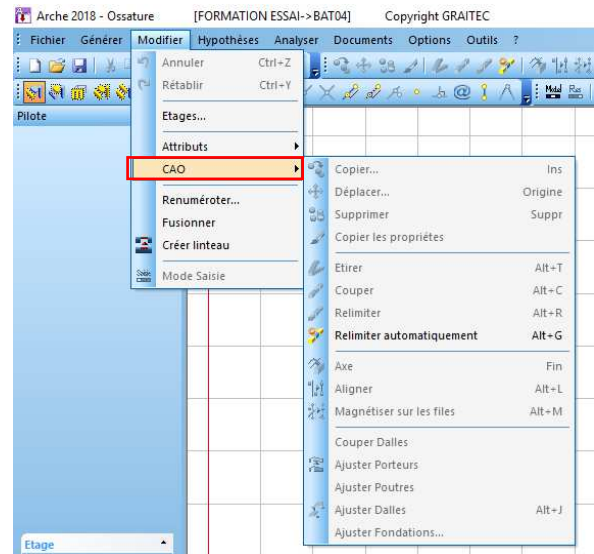 Arche 2018 - Ossature [FORMATION ESSAI->BAT04] Copyright GRAITEC
Fichier Générer Modifier Hypothèses Analyser Documents Options Outils ?
Annuler Ctrl+Z
Rétablir Ctrl+Y
Pilote
Etages...
Attributs
CAO
Renuméroter...
Fusionner
Créer linteau
Mode Saisie
Copier... Ins
Déplacer... Origine
Supprimer Suppr
Copier les propriétes
Etirer Alt+T
Couper Alt+C
Relimiter Alt+R
Relimiter automatiquement Alt+G
Axe Fin
Aligner Alt+L
Magnétiser sur les files Alt+M
Couper Dalles
Ajuster Porteurs
Ajuster Poutres
Ajuster Dalles Alt+J
Ajuster Fondations...
Etage